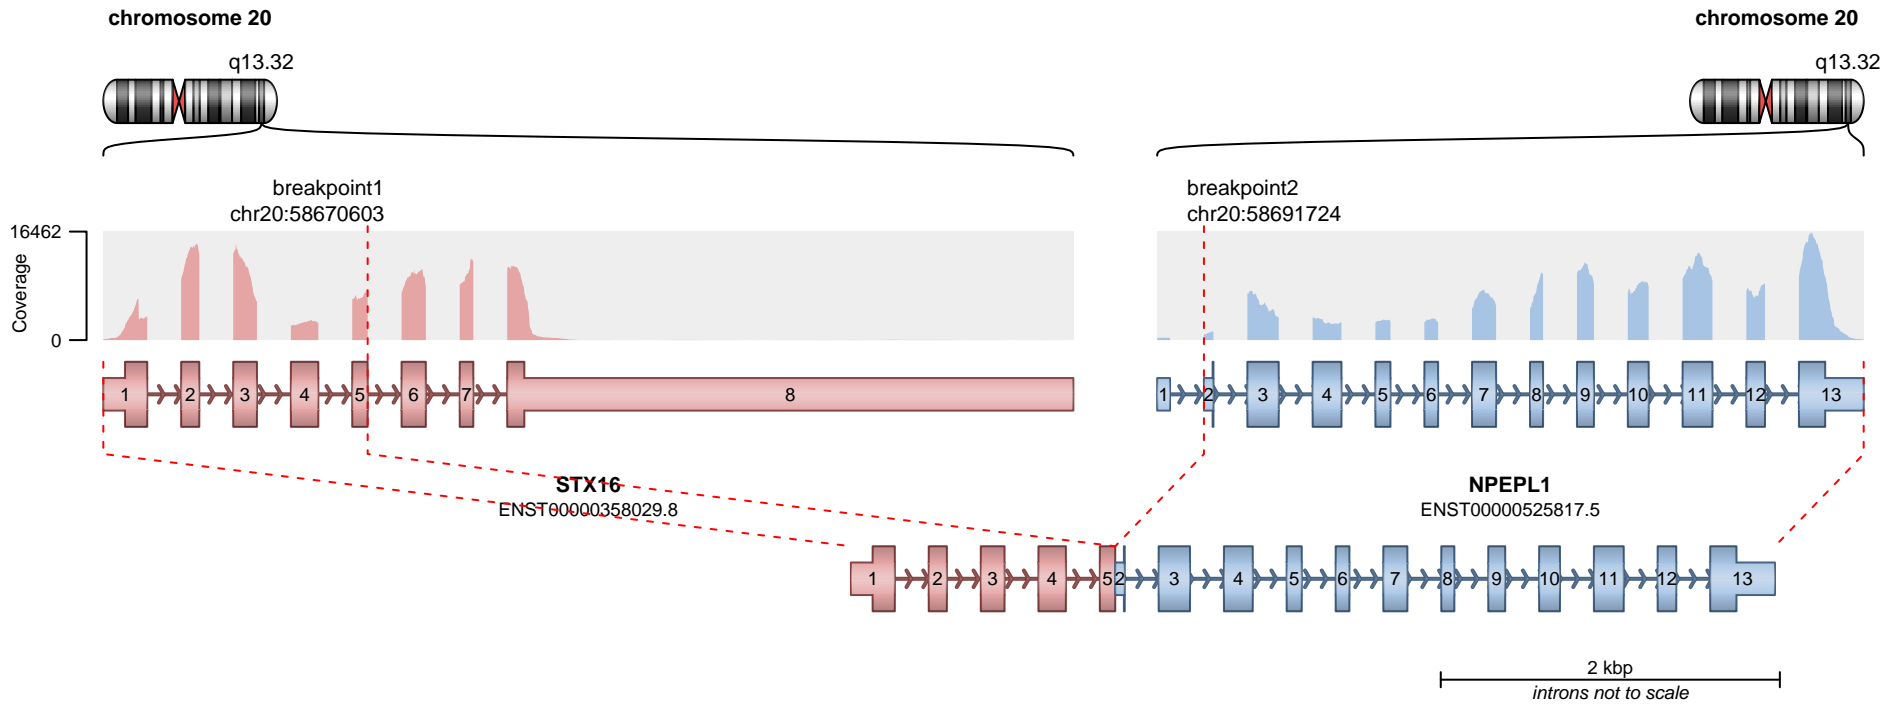 chromosome 20
chromosome 20
q13.32
q13.32
breakpoint1
chr20:58670603
breakpoint2
chr20:58691724
16462
Coverage
0
1 2 3 4 5 6 7 8
1 2 3 4 5 6 7 8 9 10 11 12 13
STX16
ENST00000358029.8
NPEPL1
ENST00000525817.5
1 2 3 4 5 2 3 4 5 6 7 8 9 10 11 12 13
2 kbp
introns not to scale